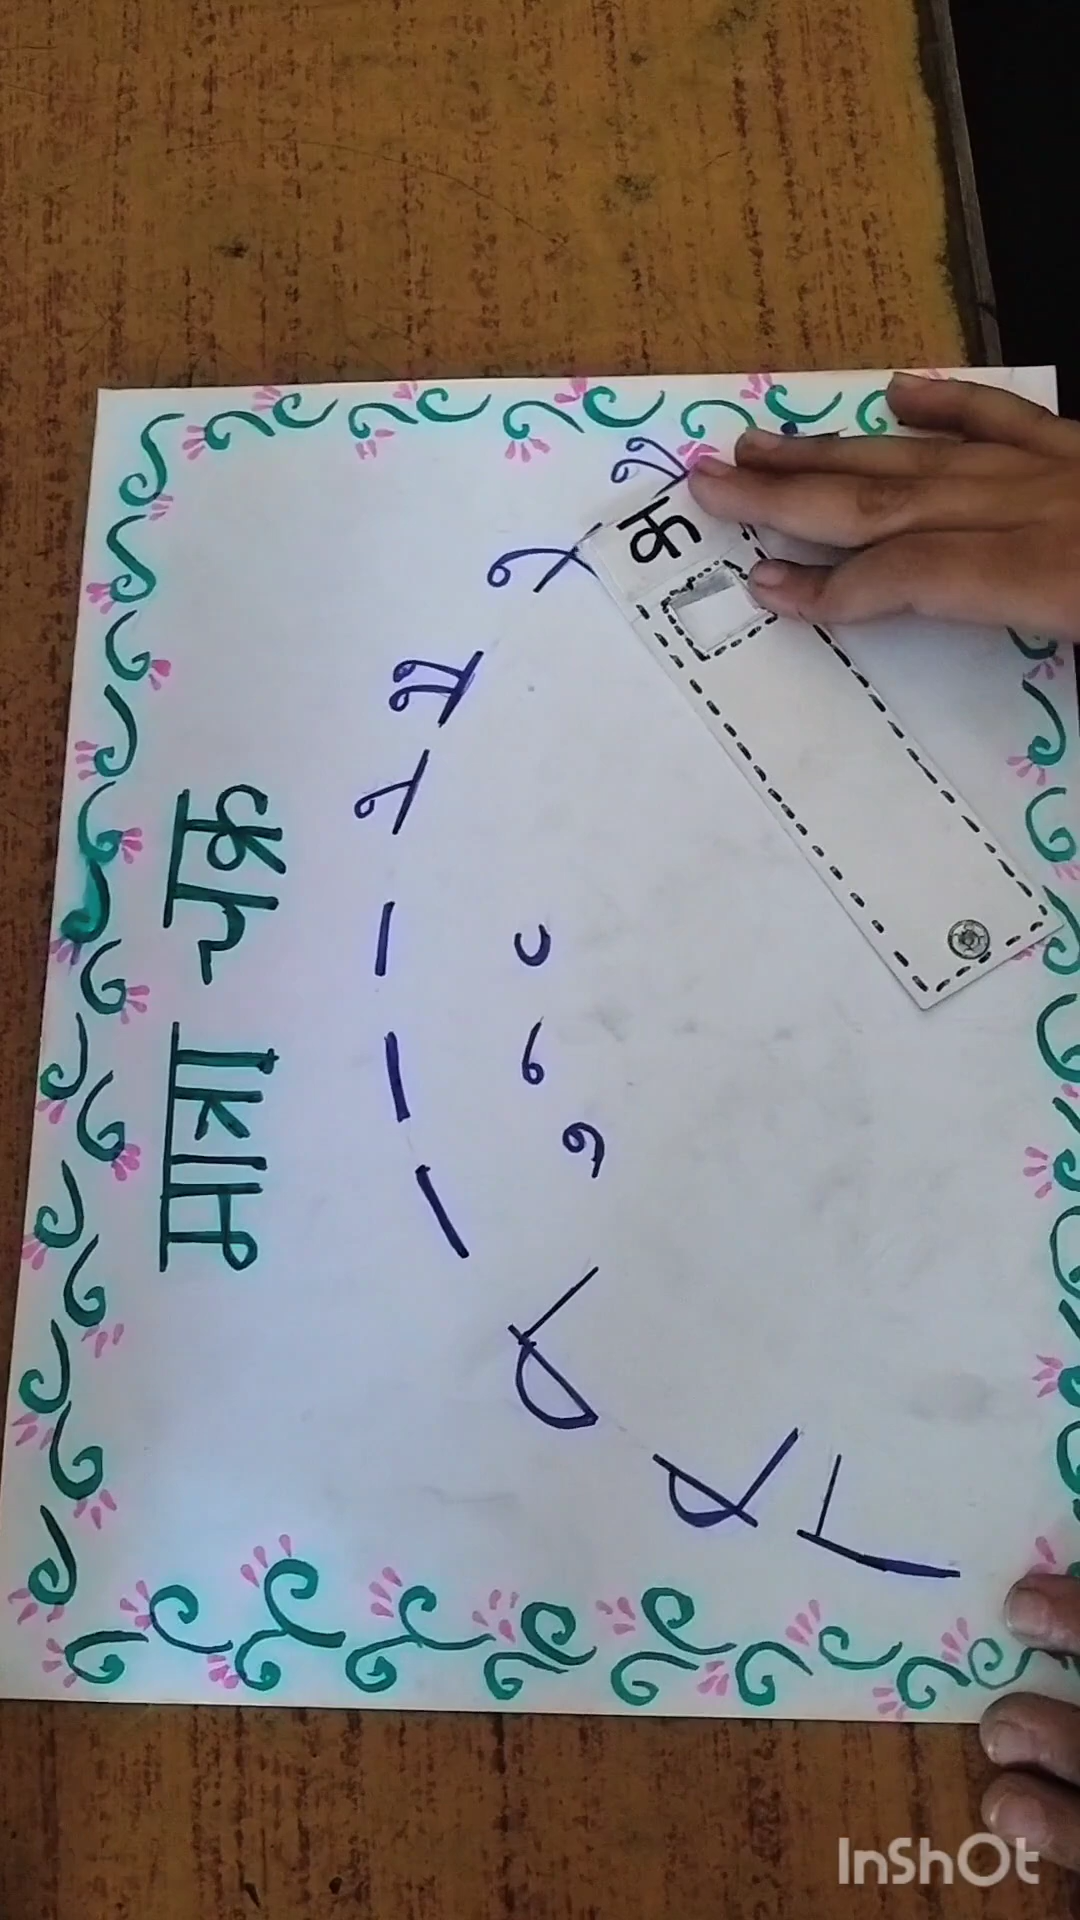 मात्रा चक्र
ा ि ी ु ू ृ े ै ो ौ
क
InShOt